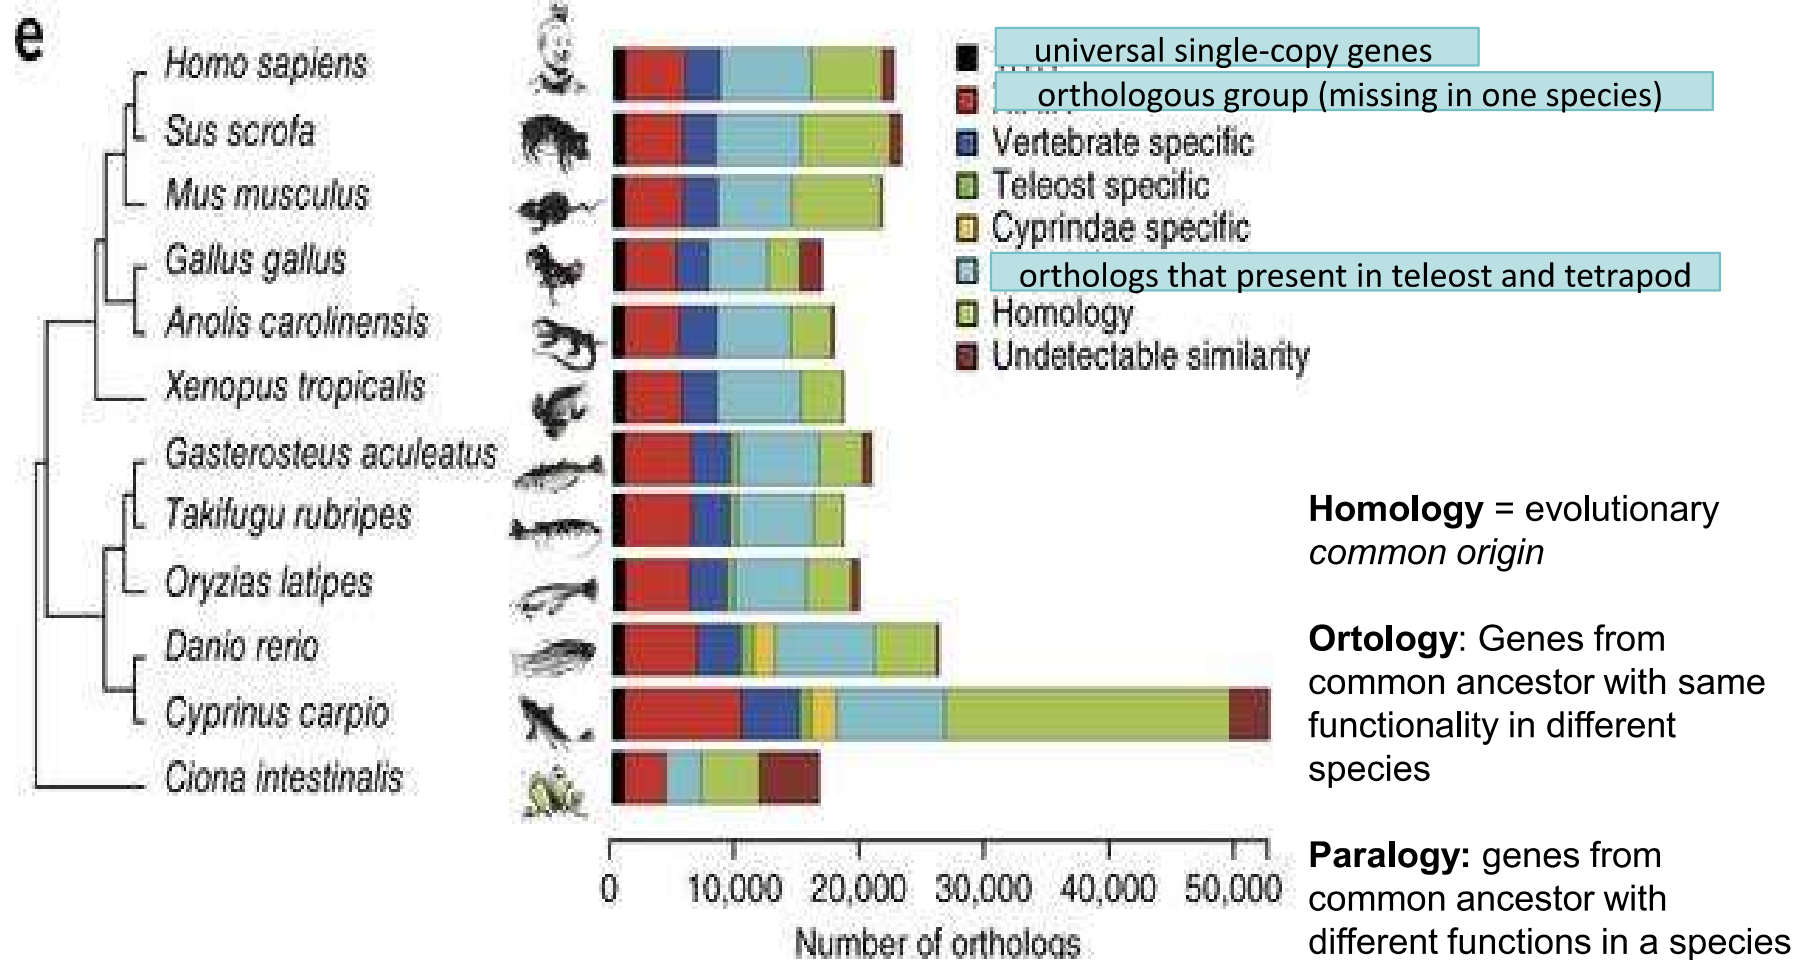 e
Homo sapiens
Sus scrofa
Mus musculus
Gallus gallus
Anolis carolinensis
Xenopus tropicalis
Gasterosteus aculeatus
Takifugu rubripes
Oryzias latipes
Danio rerio
Cyprinus carpio
Ciona intestinalis
universal single-copy genes
orthologous group (missing in one species)
Vertebrate specific
Teleost specific
Cyprindae specific
orthologs that present in teleost and tetrapod
Homology
Undetectable similarity
0 10,000 20,000 30,000 40,000 50,000
Number of orthologs
Homology = evolutionary
common origin
Ortology: Genes from
common ancestor with same
functionality in different
species
Paralogy: genes from
common ancestor with
different functions in a species